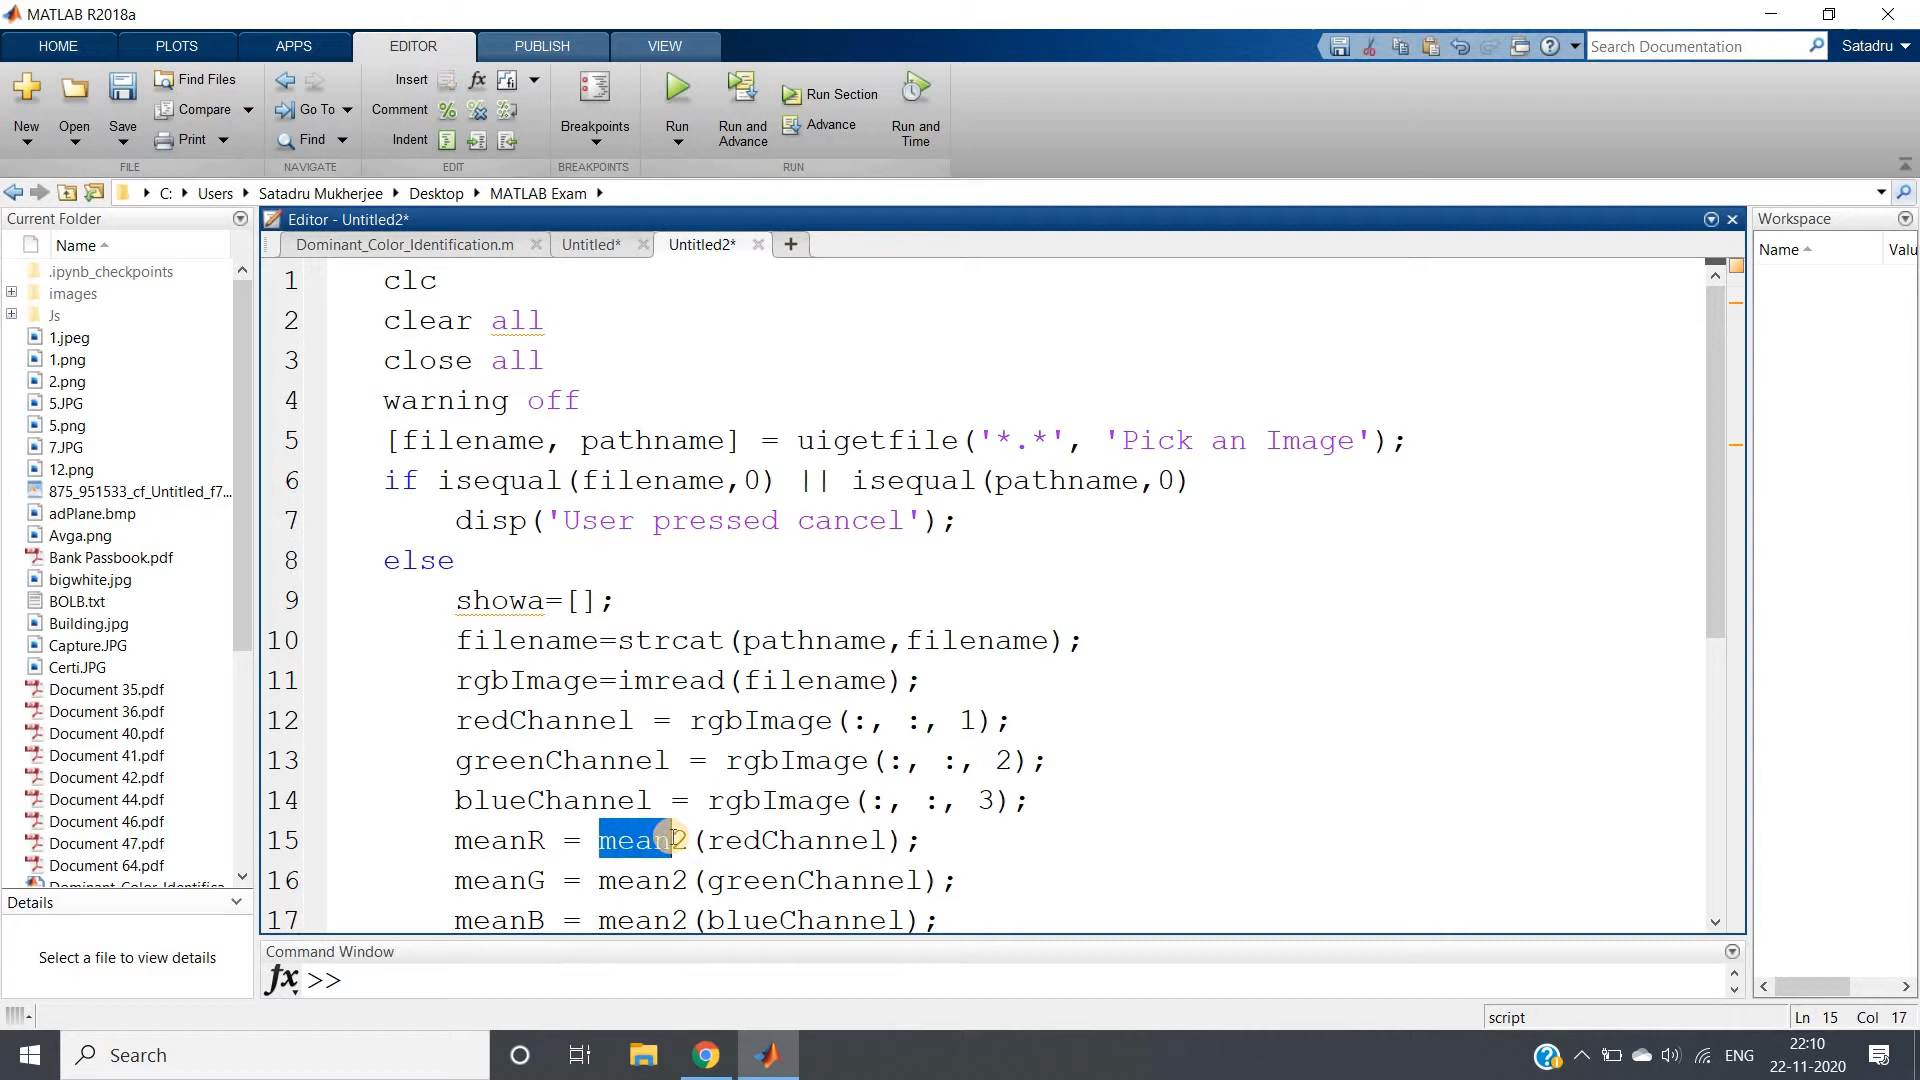 MATLAB R2018a
HOME PLOTS APPS EDITOR PUBLISH VIEW Search Documentation Satadru
New Open Save Find Files Compare Print Go To Find Insert fx Comment Indent Breakpoints Run Run and Advance Run Section Advance Run and Time
FILE NAVIGATE EDIT BREAKPOINTS RUN
C: Users Satadru Mukherjee Desktop MATLAB Exam
Current Folder
Name
.ipynb_checkpoints
images
Js
1.jpeg
1.png
2.png
5.JPG
5.png
7.JPG
12.png
875_951533_cf_Untitled_f7...
adPlane.bmp
Avga.png
Bank Passbook.pdf
bigwhite.jpg
BOLB.txt
Building.jpg
Capture.JPG
Certi.JPG
Document 35.pdf
Document 36.pdf
Document 40.pdf
Document 41.pdf
Document 42.pdf
Document 44.pdf
Document 46.pdf
Document 47.pdf
Document 64.pdf
Details
Select a file to view details
Editor - Untitled2*
Dominant_Color_Identification.m Untitled* Untitled2*
1 clc
2 clear all
3 close all
4 warning off
5 [filename, pathname] = uigetfile('*.*', 'Pick an Image');
6 if isequal(filename,0) || isequal(pathname,0)
7 disp('User pressed cancel');
8 else
9 showa=[];
10 filename=strcat(pathname,filename);
11 rgbImage=imread(filename);
12 redChannel = rgbImage(:, :, 1);
13 greenChannel = rgbImage(:, :, 2);
14 blueChannel = rgbImage(:, :, 3);
15 meanR = mean2(redChannel);
16 meanG = mean2(greenChannel);
17 meanB = mean2(blueChannel);
Command Window
fx >>
Workspace
Name Valu
script Ln 15 Col 17
Search
ENG
22:10
22-11-2020